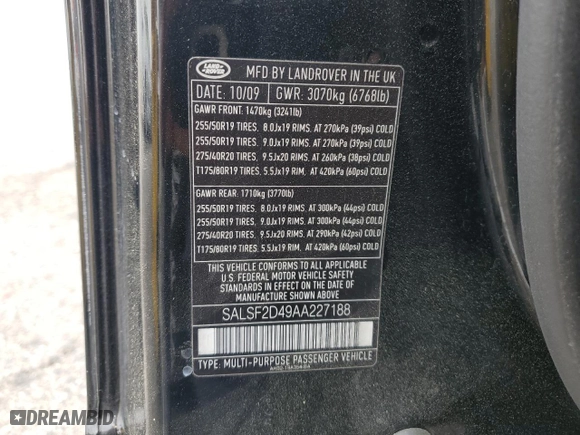 LAND ROVER
MFD BY LANDROVER IN THE UK
DATE: 10/09 GWR: 3070kg (6768lb)
GAWR FRONT: 1470kg (3241lb)
255/50R19 TIRES, 8.0Jx19 RIMS, AT 270kPa (39psi) COLD
255/50R19 TIRES, 9.0Jx19 RIMS, AT 270kPa (39psi) COLD
275/40R20 TIRES, 9.5Jx20 RIMS, AT 260kPa (38psi) COLD
T175/80R19 TIRES, 5.5Jx19 RIM, AT 420kPa (60psi) COLD
GAWR REAR: 1710kg (3770lb)
255/50R19 TIRES, 8.0Jx19 RIMS, AT 300kPa (44psi) COLD
255/50R19 TIRES, 9.0Jx19 RIMS, AT 300kPa (44psi) COLD
275/40R20 TIRES, 9.5Jx20 RIMS, AT 290kPa (42psi) COLD
T175/80R19 TIRES, 5.5Jx19 RIM, AT 420kPa (60psi) COLD
THIS VEHICLE CONFORMS TO ALL APPLICABLE
U.S. FEDERAL MOTOR VEHICLE SAFETY
STANDARDS IN EFFECT ON THE DATE OF
MANUFACTURE SHOWN ABOVE.
SALSF2D49AA227188
TYPE: MULTI-PURPOSE PASSENGER VEHICLE
AMBID.COM